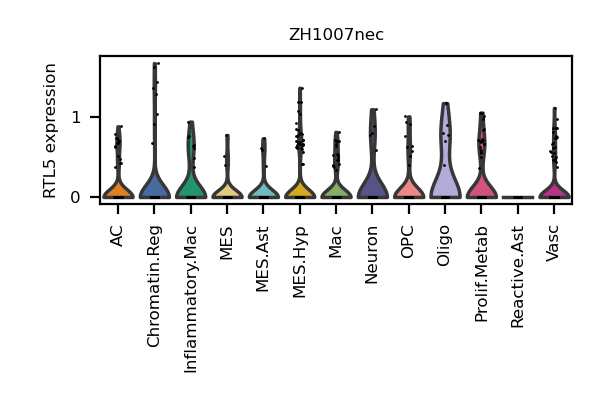 ZH1007nec
RTL5 expression
1
0
AC
Chromatin.Reg
Inflammatory.Mac
MES
MES.Ast
MES.Hyp
Mac
Neuron
OPC
Oligo
Prolif.Metab
Reactive.Ast
Vasc